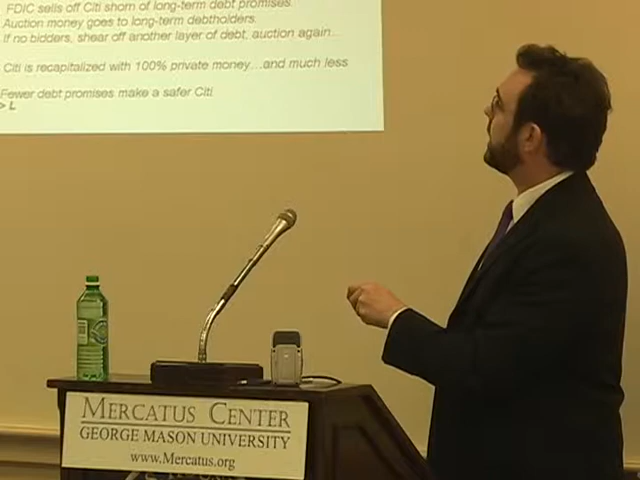 FDIC sells off Citi shorn of long-term debt promises.
Auction money goes to long-term debtholders.
If no bidders, shear off another layer of debt, auction again...
Citi is recapitalized with 100% private money...and much less
Fewer debt promises make a safer Citi
> L
MERCATUS CENTER
GEORGE MASON UNIVERSITY
www.Mercatus.org